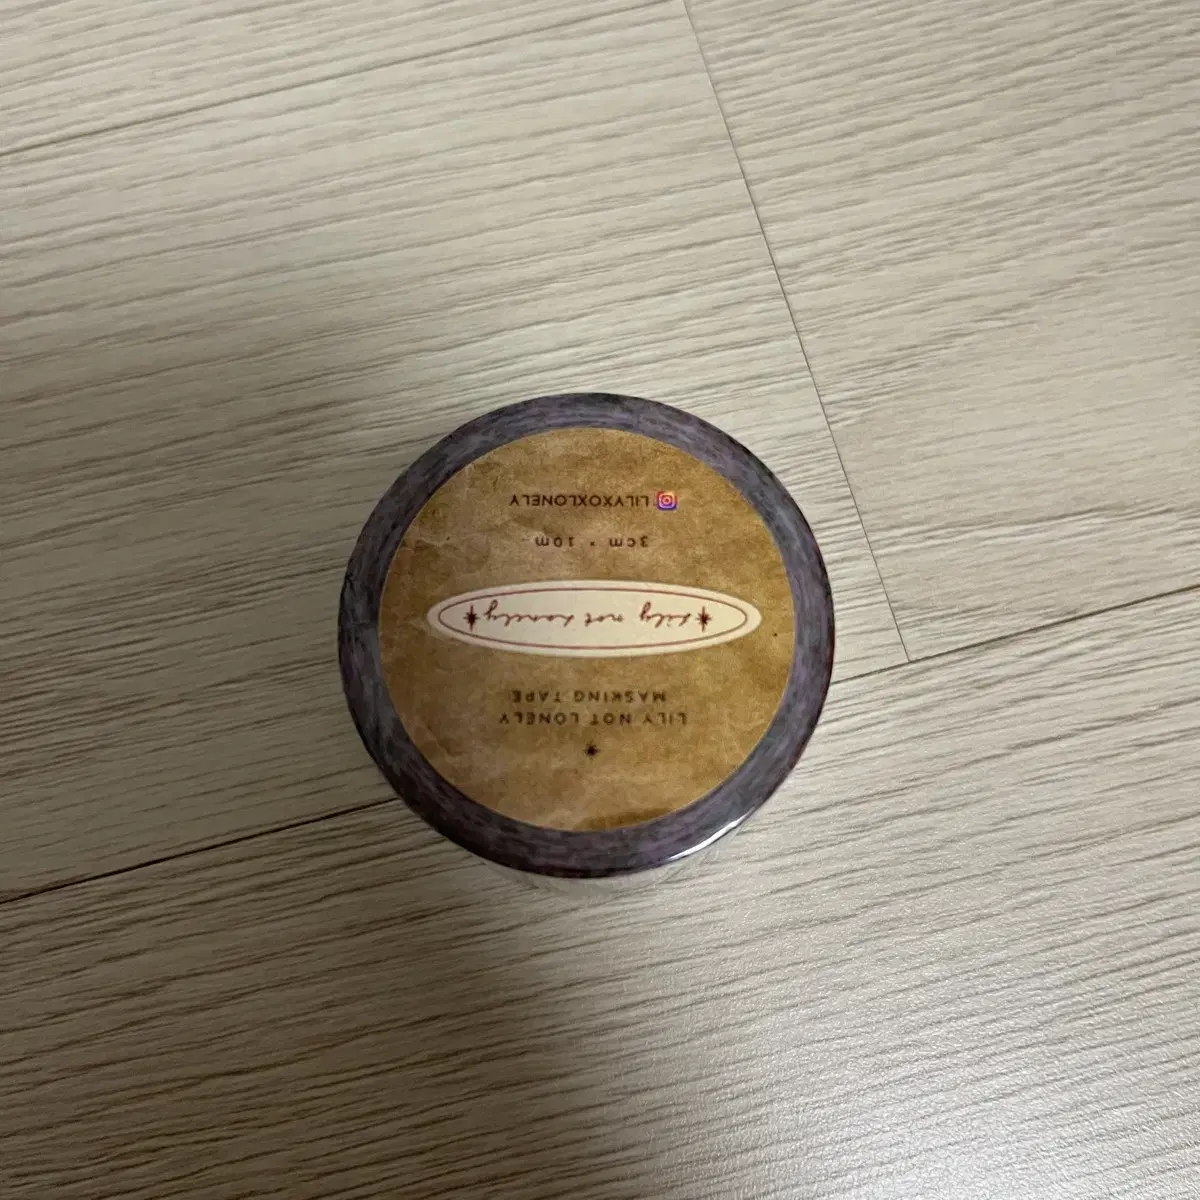 LILY NOT LONELY
MASKING TAPE
Lily not Lonely
3cm * 10m
LILYXOXLONELY